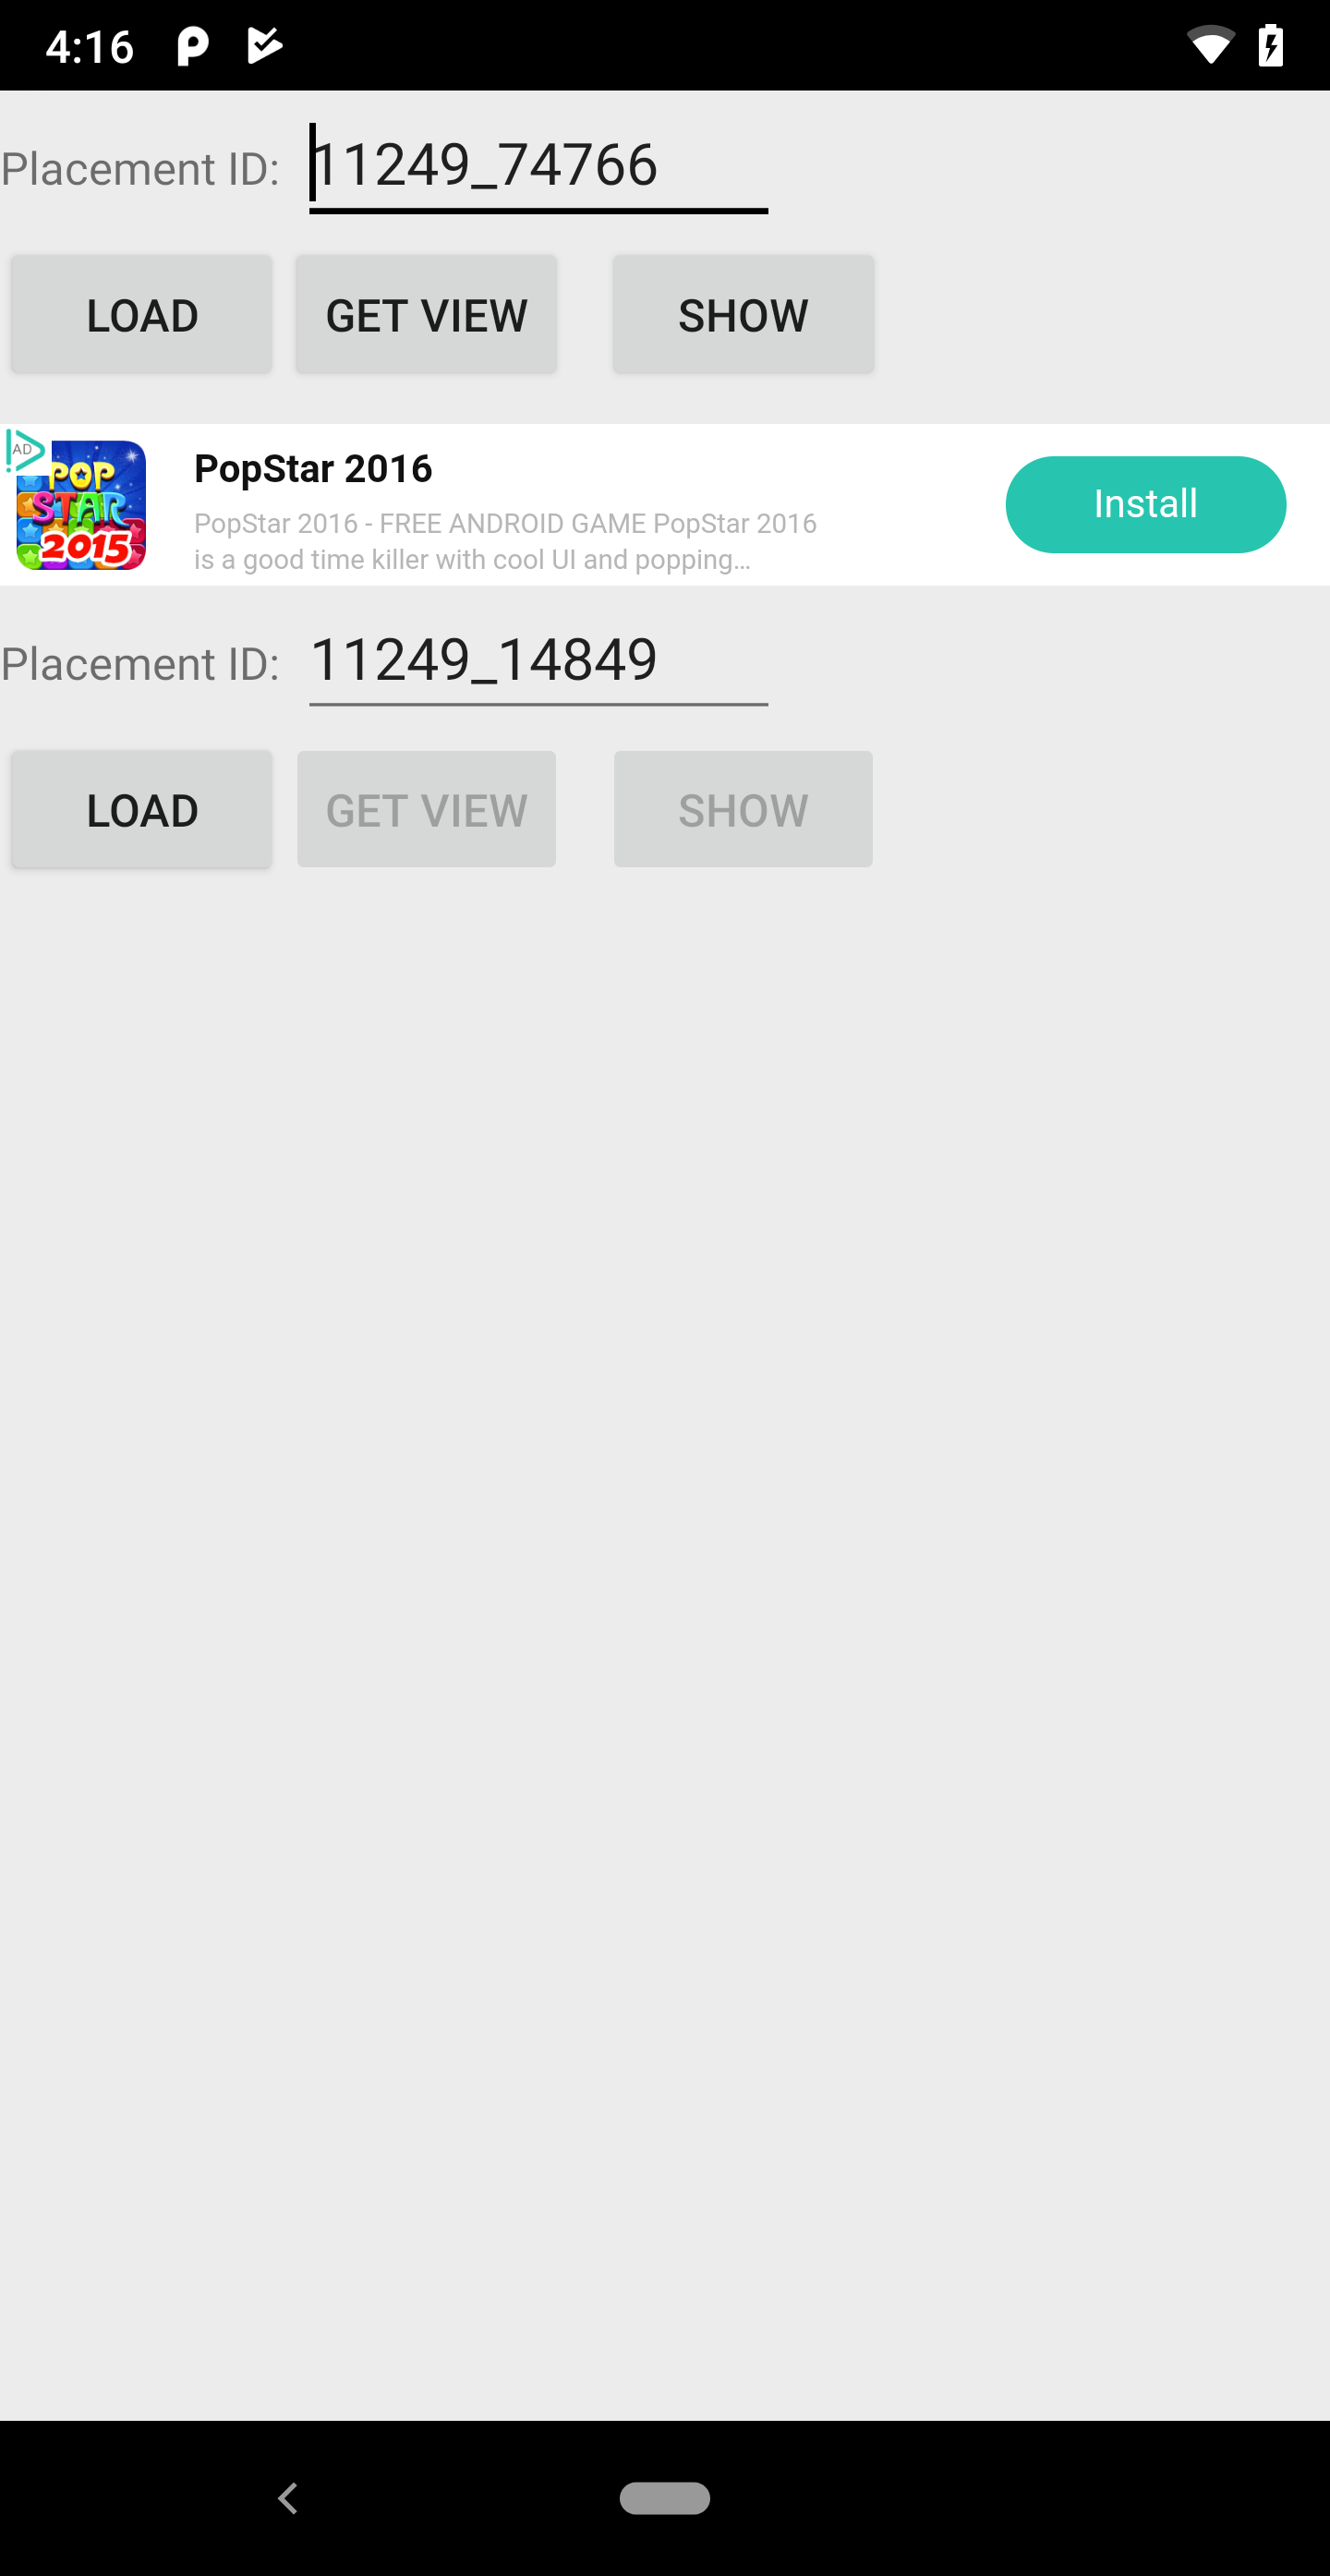 4:16
Placement ID: 11249_74766
LOAD GET VIEW SHOW
AD
POP
STAR
2015
PopStar 2016
PopStar 2016 - FREE ANDROID GAME PopStar 2016
is a good time killer with cool UI and popping...
Install
Placement ID: 11249_14849
LOAD GET VIEW SHOW